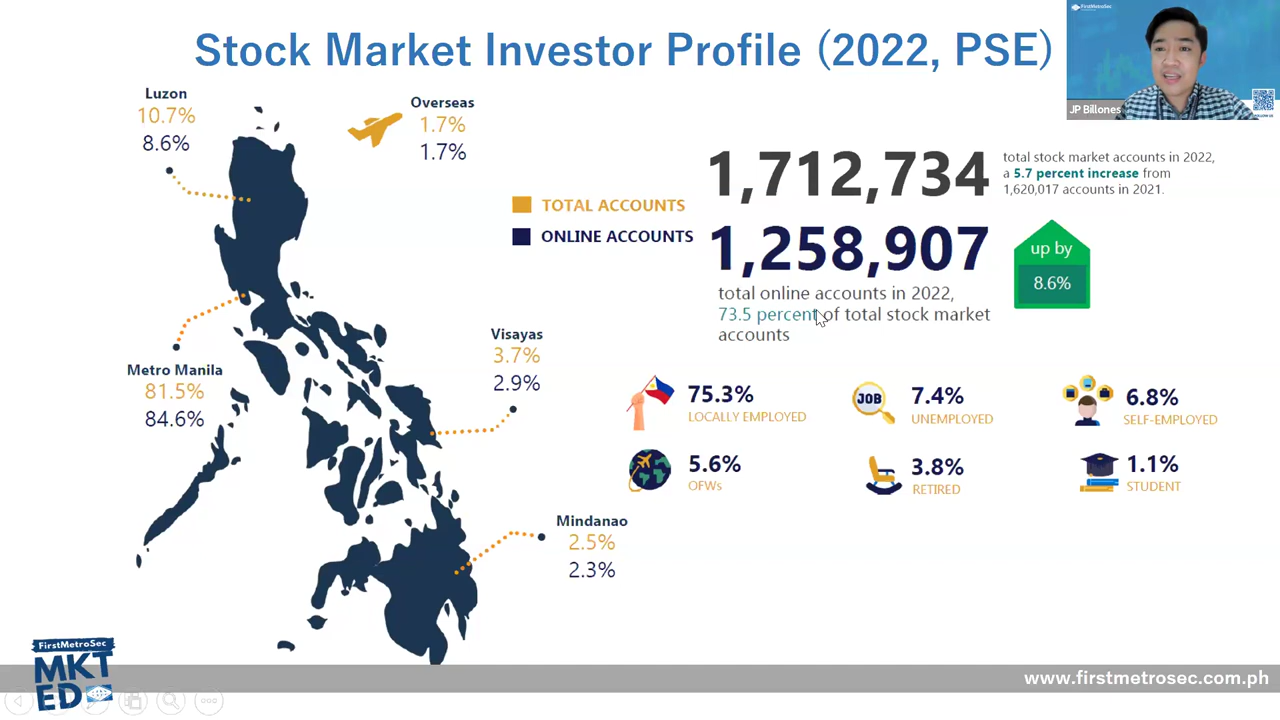 Stock Market Investor Profile (2022, PSE)
FirstMetroSec
JP Billones
FOLLOW US
Luzon
10.7%
8.6%
Overseas
1.7%
1.7%
TOTAL ACCOUNTS
ONLINE ACCOUNTS
1,712,734
total stock market accounts in 2022,
a 5.7 percent increase from
1,620,017 accounts in 2021.
1,258,907
total online accounts in 2022,
73.5 percent of total stock market
accounts
up by
8.6%
Metro Manila
81.5%
84.6%
Visayas
3.7%
2.9%
Mindanao
2.5%
2.3%
75.3%
LOCALLY EMPLOYED
JOB
7.4%
UNEMPLOYED
6.8%
SELF-EMPLOYED
5.6%
OFWs
3.8%
RETIRED
1.1%
STUDENT
FirstMetroSec
MKT
ED
www.firstmetrosec.com.ph